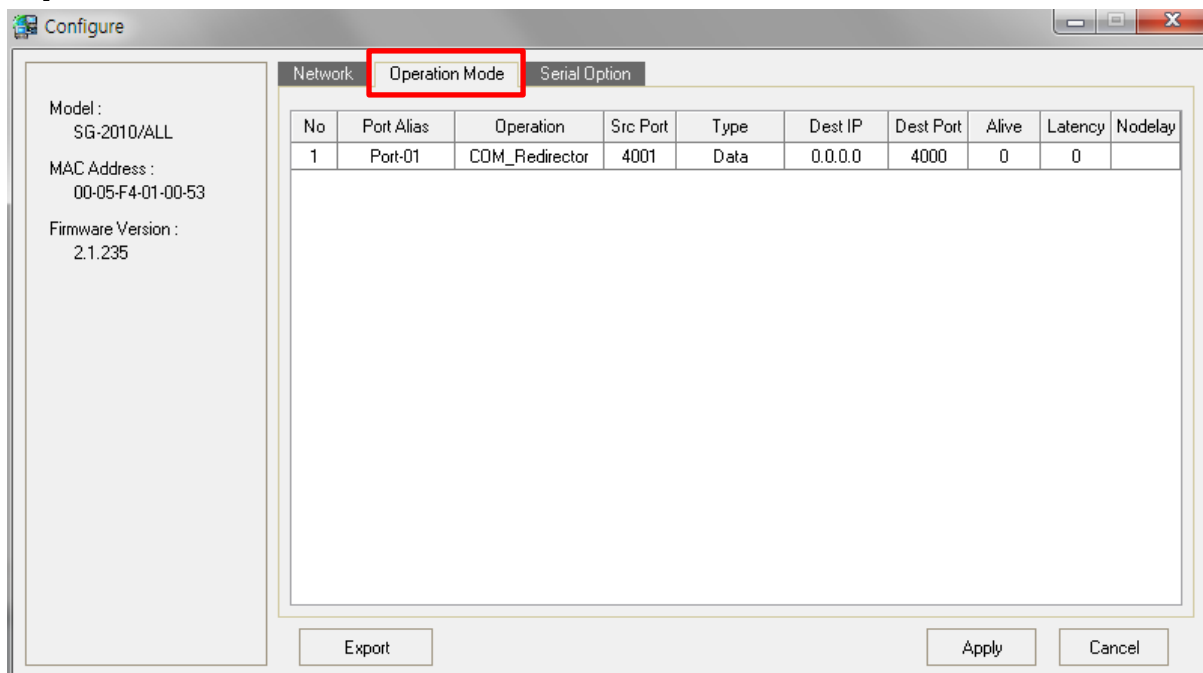 Configure
Model :
SG-2010/ALL
MAC Address :
00-05-F4-01-00-53
Firmware Version :
2.1.235
Network Operation Mode Serial Option
No Port Alias Operation Src Port Type Dest IP Dest Port Alive Latency Nodelay
1 Port-01 COM_Redirector 4001 Data 0.0.0.0 4000 0 0
Export Apply Cancel